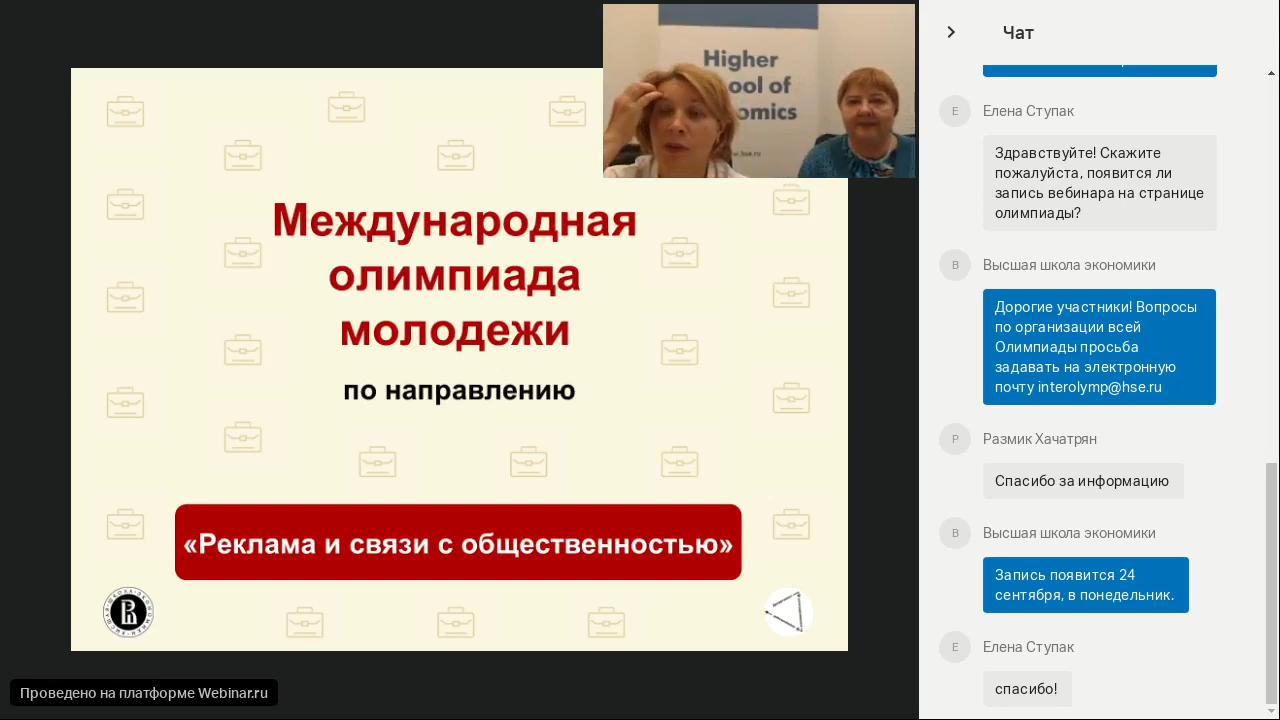 Higher
ool of
omics
.hse.ru
Международная
олимпиада
молодежи
по направлению
«Реклама и связи с общественностью»
Проведено на платформе Webinar.ru
Чат
Е
Елена Ступак
Здравствуйте! Скажите
пожалуйста, появится ли
запись вебинара на странице
олимпиады?
В
Высшая школа экономики
Дорогие участники! Вопросы
по организации всей
Олимпиады просьба
задавать на электронную
почту interolymp@hse.ru
Р
Размик Хачатрян
Спасибо за информацию
В
Высшая школа экономики
Запись появится 24
сентября, в понедельник.
Е
Елена Ступак
спасибо!